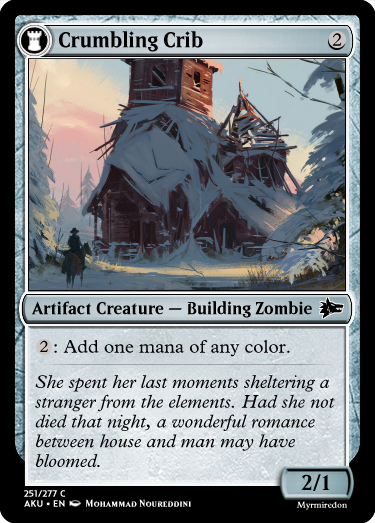 Crumbling Crib 2
Artifact Creature — Building Zombie
2: Add one mana of any color.
She spent her last moments sheltering a
stranger from the elements. Had she not
died that night, a wonderful romance
between house and man may have
bloomed.
2/1
251/277 C
AKU • EN Mohammad Noureddini
Myrmiredon